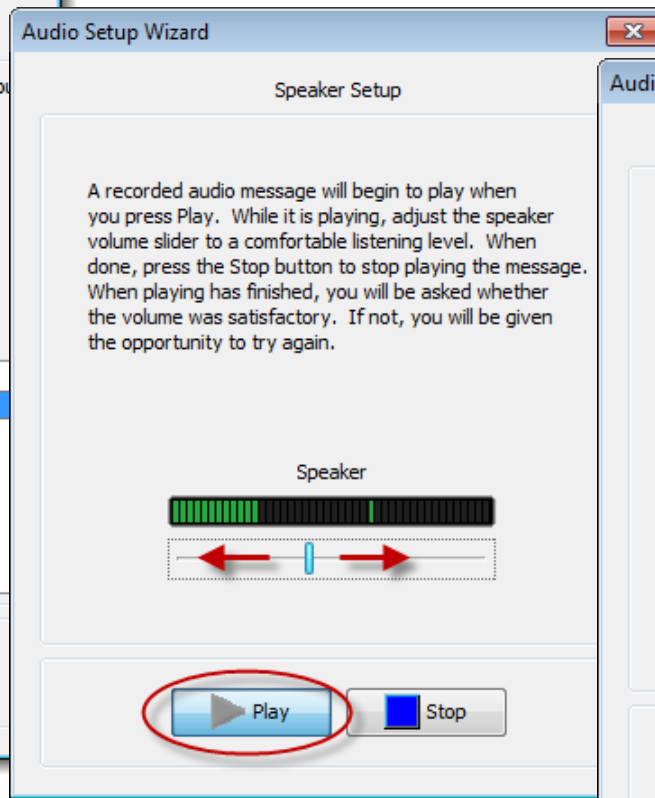 Audio Setup Wizard
Speaker Setup
A recorded audio message will begin to play when
you press Play.  While it is playing, adjust the speaker
volume slider to a comfortable listening level.  When
done, press the Stop button to stop playing the message.
When playing has finished, you will be asked whether
the volume was satisfactory.  If not, you will be given
the opportunity to try again.
Speaker
Play
Stop
Audi